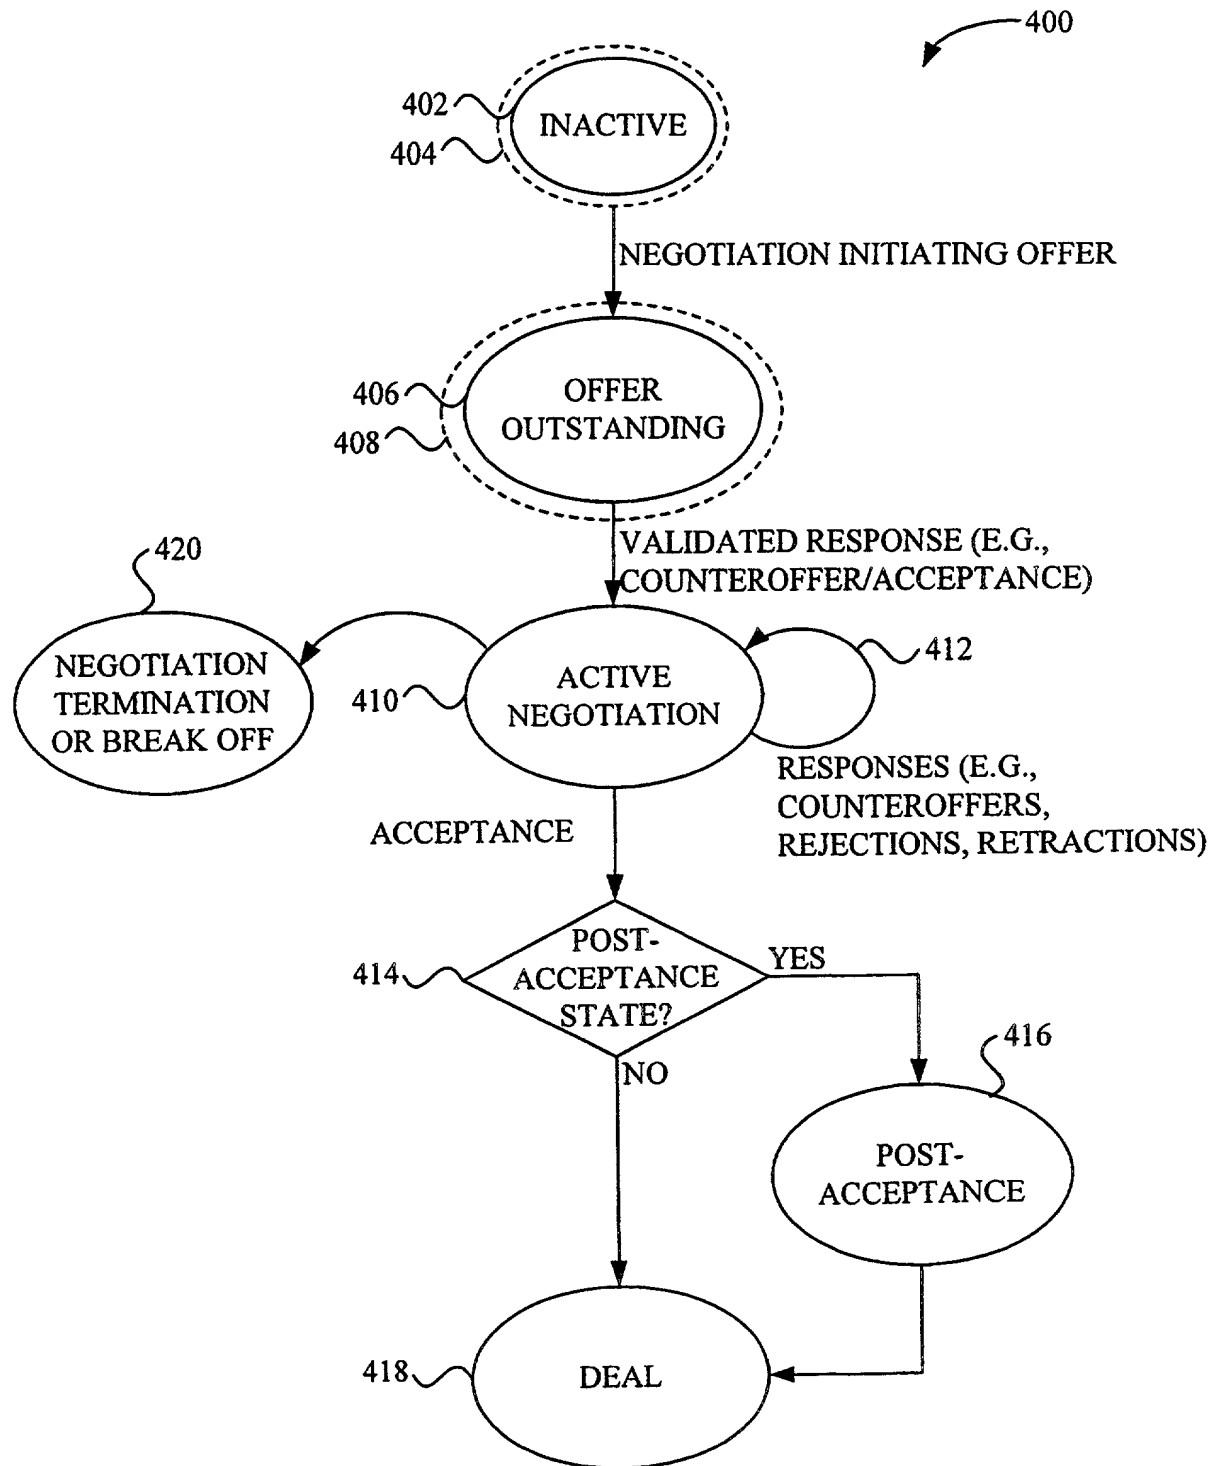 400
402
INACTIVE
404
NEGOTIATION INITIATING OFFER
406
OFFER
OUTSTANDING
408
VALIDATED RESPONSE (E.G.,
COUNTEROFFER/ACCEPTANCE)
420
NEGOTIATION
TERMINATION
OR BREAK OFF
410
ACTIVE
NEGOTIATION
412
RESPONSES (E.G.,
COUNTEROFFERS,
REJECTIONS, RETRACTIONS)
ACCEPTANCE
414
POST-
ACCEPTANCE
STATE?
YES
NO
416
POST-
ACCEPTANCE
418
DEAL